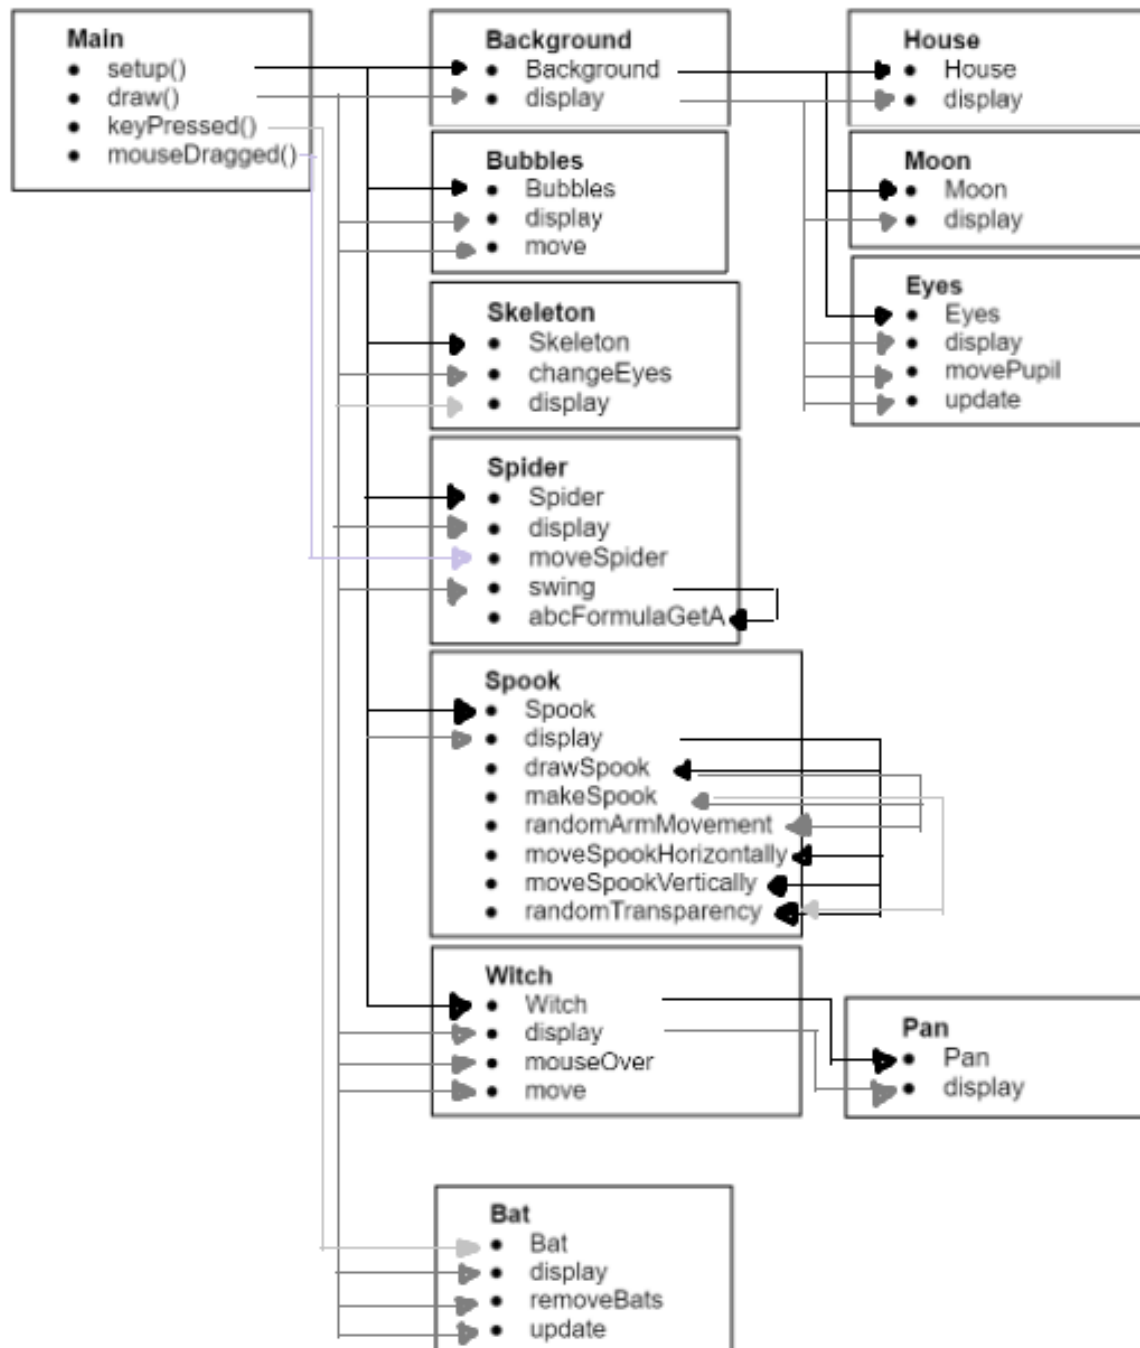 Main
setup()
draw()
keyPressed()
mouseDragged()
Background
Background
display
Bubbles
Bubbles
display
move
Skeleton
Skeleton
changeEyes
display
Spider
Spider
display
moveSpider
swing
abcFormulaGetA
Spook
Spook
display
drawSpook
makeSpook
randomArmMovement
moveSpookHorizontally
moveSpookVertically
randomTransparency
Witch
Witch
display
mouseOver
move
Bat
Bat
display
removeBats
update
House
House
display
Moon
Moon
display
Eyes
Eyes
display
movePupil
update
Pan
Pan
display